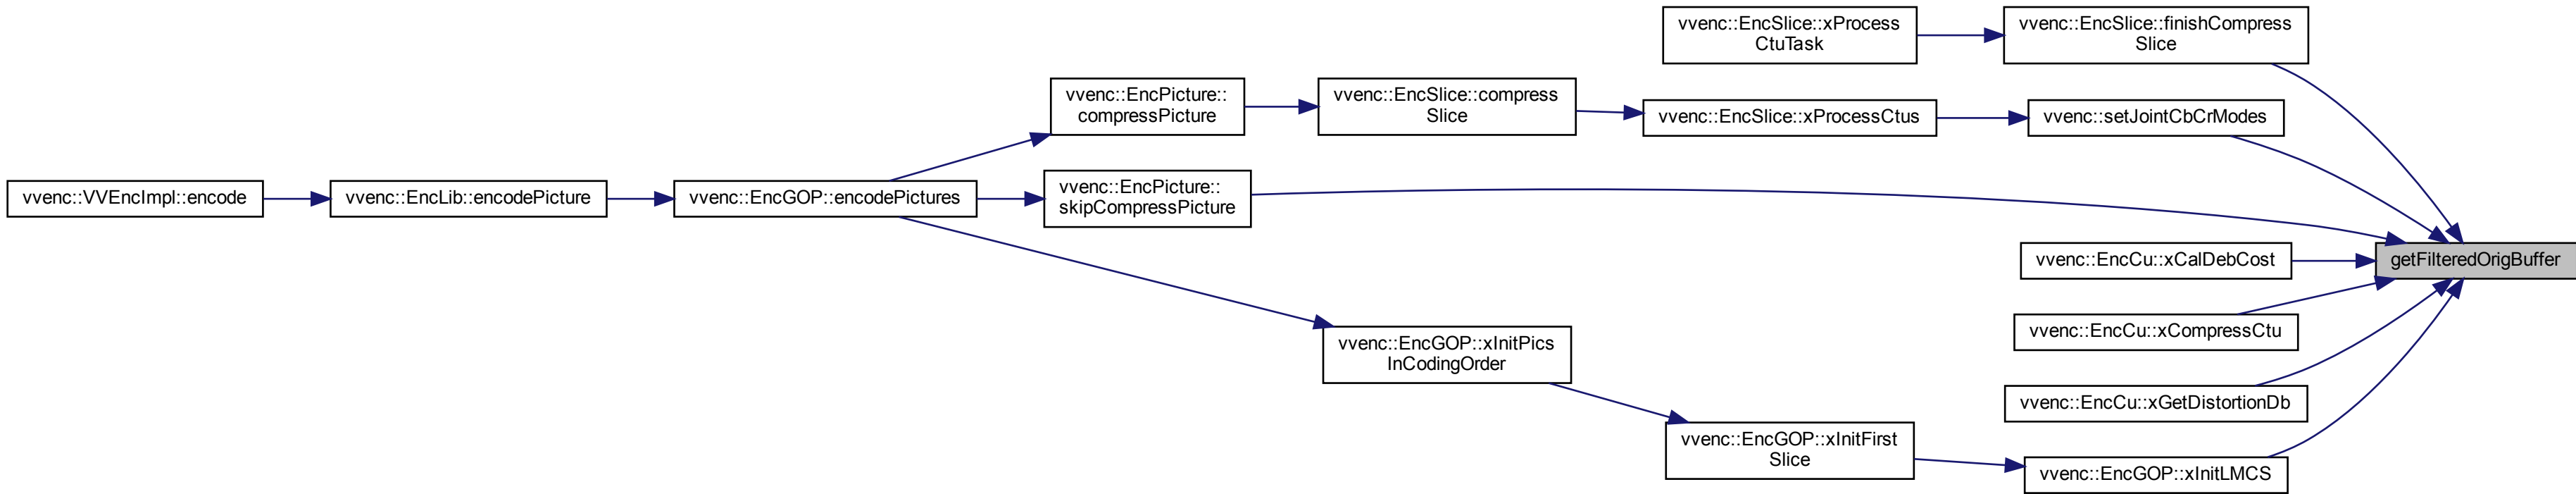 vvenc::EncSlice::xProcess
CtuTask
vvenc::EncSlice::finishCompress
Slice
vvenc::EncPicture::
compressPicture
vvenc::EncSlice::compress
Slice
vvenc::EncSlice::xProcessCtus
vvenc::setJointCbCrModes
vvenc::VVEncImpl::encode
vvenc::EncLib::encodePicture
vvenc::EncGOP::encodePictures
vvenc::EncPicture::
skipCompressPicture
vvenc::EncCu::xCalDebCost
getFilteredOrigBuffer
vvenc::EncCu::xCompressCtu
vvenc::EncGOP::xInitPics
InCodingOrder
vvenc::EncCu::xGetDistortionDb
vvenc::EncGOP::xInitFirst
Slice
vvenc::EncGOP::xInitLMCS